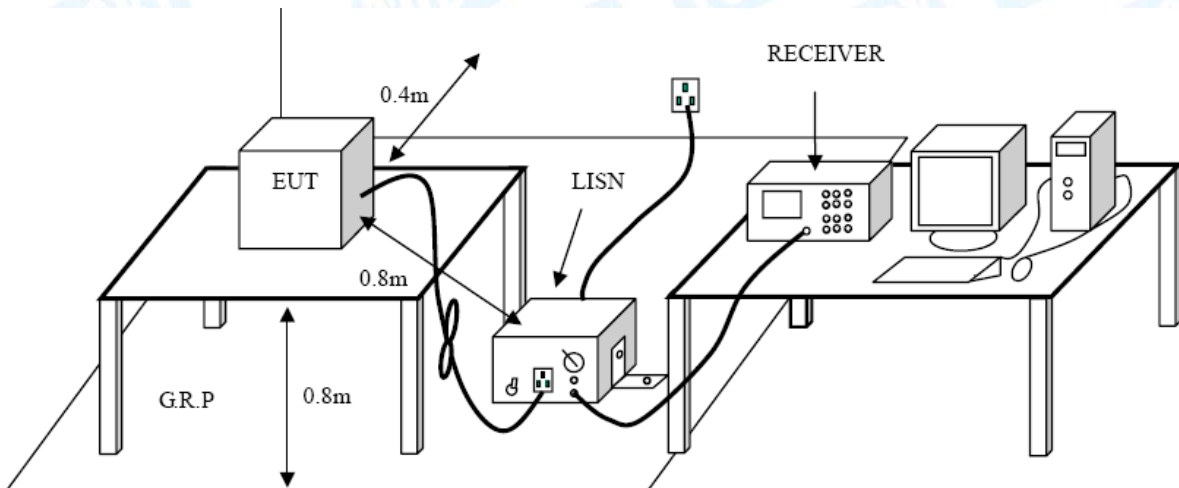 RECEIVER
0.4m
EUT
LISN
0.8m
G.R.P
0.8m